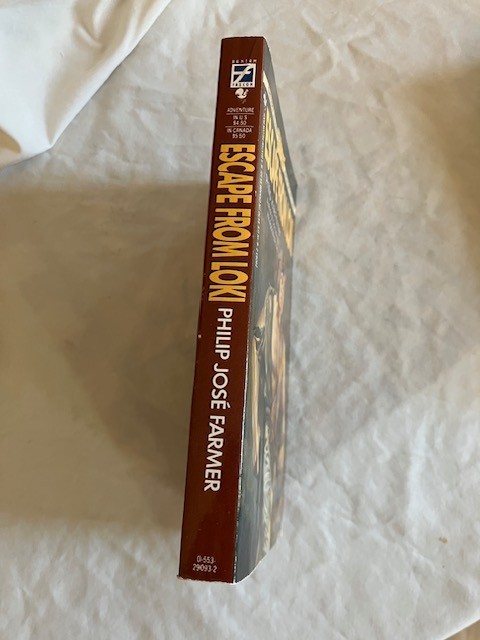 BANTAM
f
FALCON
ADVENTURE
IN U.S.
$4.50
IN CANADA
$5.50
ESCAPE FROM LOKI
PHILIP JOSÉ FARMER
0-553-
29093-2